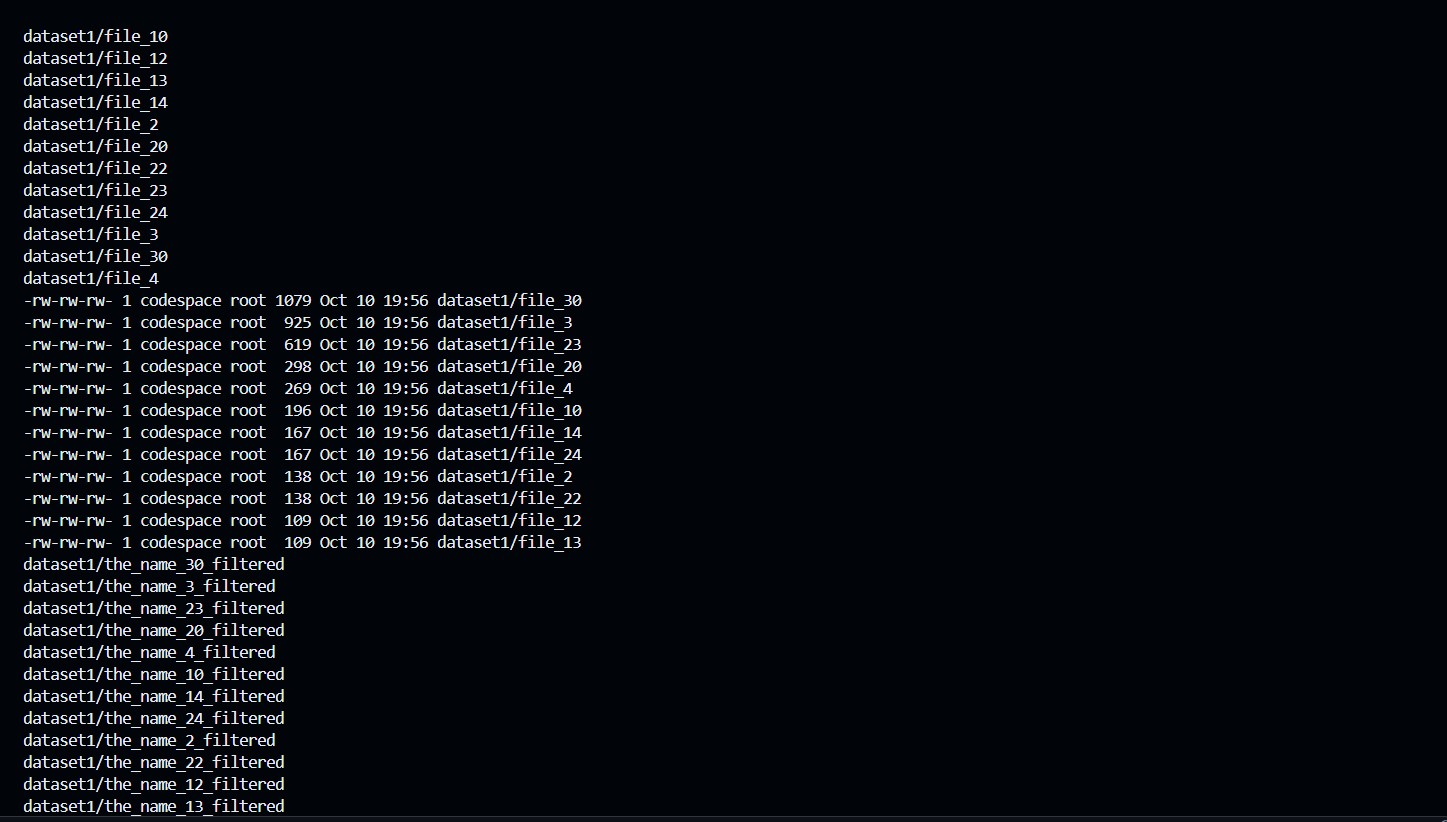 dataset1/file_10
dataset1/file_12
dataset1/file_13
dataset1/file_14
dataset1/file_2
dataset1/file_20
dataset1/file_22
dataset1/file_23
dataset1/file_24
dataset1/file_3
dataset1/file_30
dataset1/file_4
-rw-rw-rw- 1 codespace root 1079 Oct 10 19:56 dataset1/file_30
-rw-rw-rw- 1 codespace root  925 Oct 10 19:56 dataset1/file_3
-rw-rw-rw- 1 codespace root  619 Oct 10 19:56 dataset1/file_23
-rw-rw-rw- 1 codespace root  298 Oct 10 19:56 dataset1/file_20
-rw-rw-rw- 1 codespace root  269 Oct 10 19:56 dataset1/file_4
-rw-rw-rw- 1 codespace root  196 Oct 10 19:56 dataset1/file_10
-rw-rw-rw- 1 codespace root  167 Oct 10 19:56 dataset1/file_14
-rw-rw-rw- 1 codespace root  167 Oct 10 19:56 dataset1/file_24
-rw-rw-rw- 1 codespace root  138 Oct 10 19:56 dataset1/file_2
-rw-rw-rw- 1 codespace root  138 Oct 10 19:56 dataset1/file_22
-rw-rw-rw- 1 codespace root  109 Oct 10 19:56 dataset1/file_12
-rw-rw-rw- 1 codespace root  109 Oct 10 19:56 dataset1/file_13
dataset1/the_name_30_filtered
dataset1/the_name_3_filtered
dataset1/the_name_23_filtered
dataset1/the_name_20_filtered
dataset1/the_name_4_filtered
dataset1/the_name_10_filtered
dataset1/the_name_14_filtered
dataset1/the_name_24_filtered
dataset1/the_name_2_filtered
dataset1/the_name_22_filtered
dataset1/the_name_12_filtered
dataset1/the_name_13_filtered